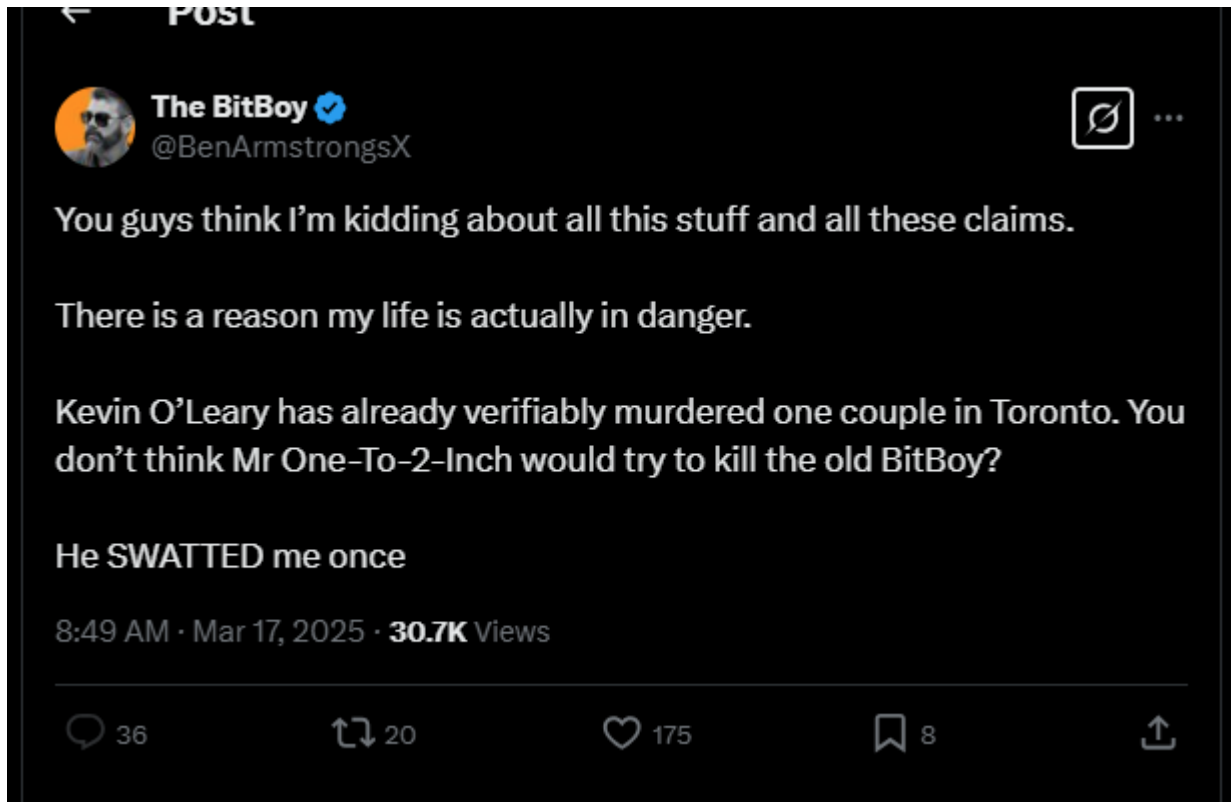 Post
The BitBoy
@BenArmstrongsX
You guys think I’m kidding about all this stuff and all these claims.
There is a reason my life is actually in danger.
Kevin O’Leary has already verifiably murdered one couple in Toronto. You
don’t think Mr One-To-2-Inch would try to kill the old BitBoy?
He SWATTED me once
8:49 AM · Mar 17, 2025 · 30.7K Views
36 20 175 8